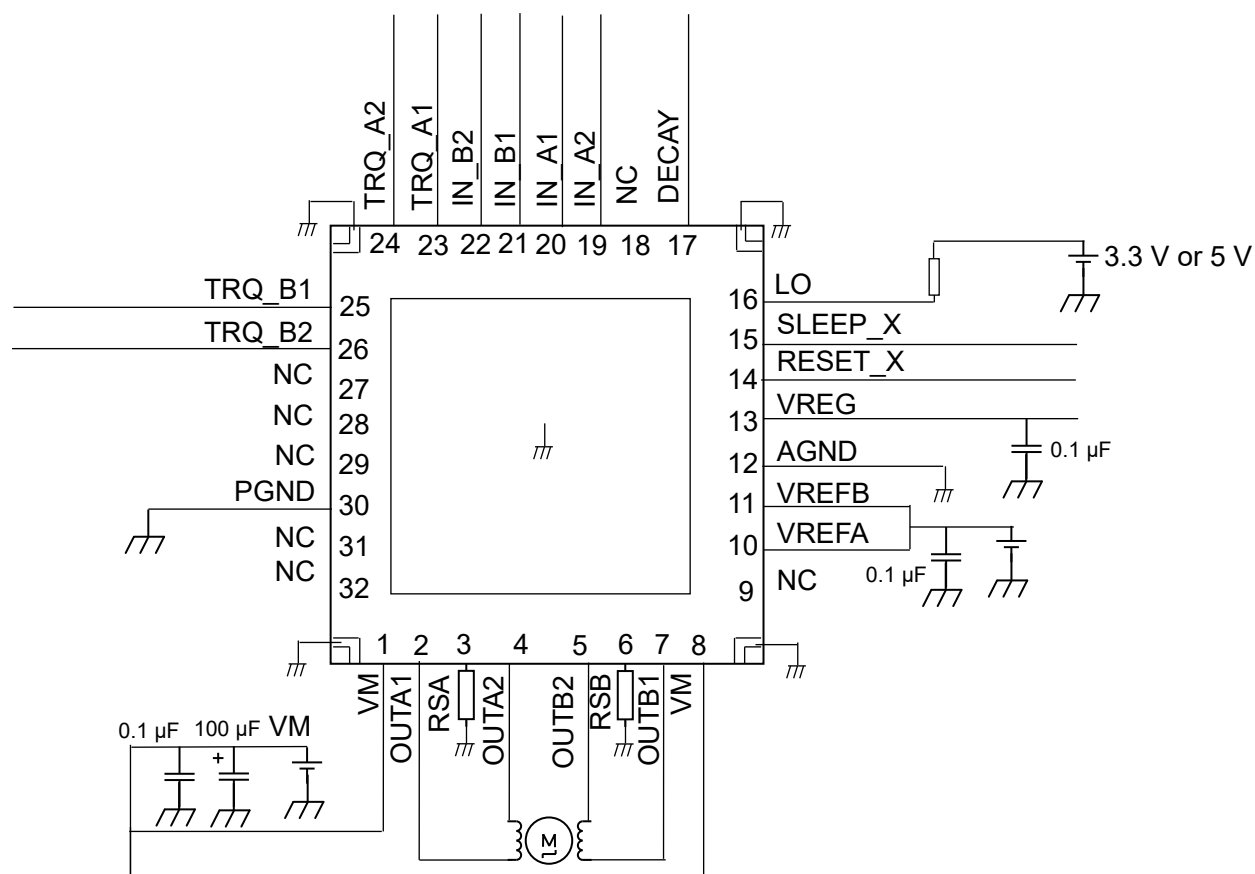 TRQ_A2
TRQ_A1
IN_B2
IN_B1
IN_A1
IN_A2
NC
DECAY
24 23 22 21 20 19 18 17
TRQ_B1 25
TRQ_B2 26
NC 27
NC 28
NC 29
PGND 30
NC 31
NC 32
16 LO
3.3 V or 5 V
15 SLEEP_X
14 RESET_X
13 VREG
0.1 µF
12 AGND
11 VREFB
10 VREFA
0.1 µF
9 NC
1 2 3 4 5 6 7 8
VM
OUTA1
RSA
OUTA2
OUTB2
RSB
OUTB1
VM
0.1 µF 100 µF VM
+
M